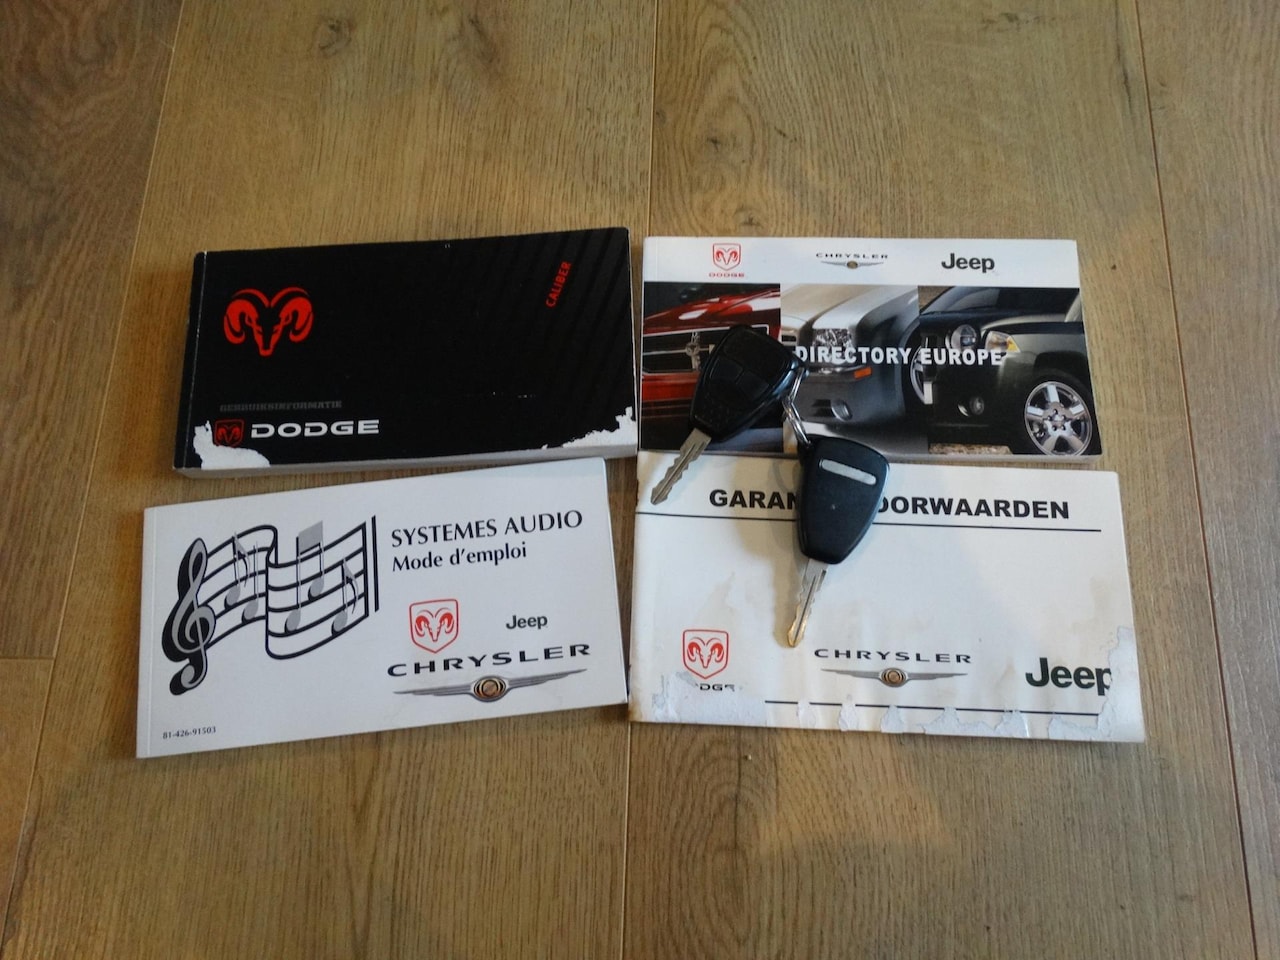 CALIBER
GEBRUIKSINFORMATIE
DODGE
DODGE
CHRYSLER
Jeep
DIRECTORY EUROPE
SYSTEMES AUDIO
Mode d'emploi
Jeep
CHRYSLER
81-426-91503
GARAN OORWAARDEN
DGE
CHRYSLER
Jeep